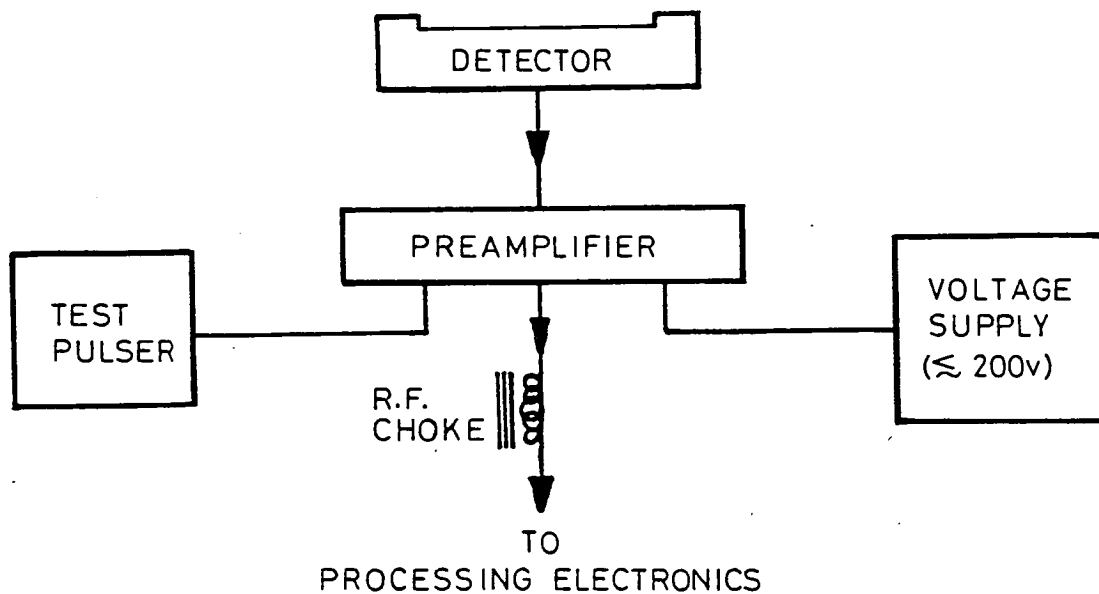 DETECTOR
PREAMPLIFIER
TEST
PULSER
VOLTAGE
SUPPLY
(≲ 200v)
R.F.
CHOKE
TO
PROCESSING ELECTRONICS